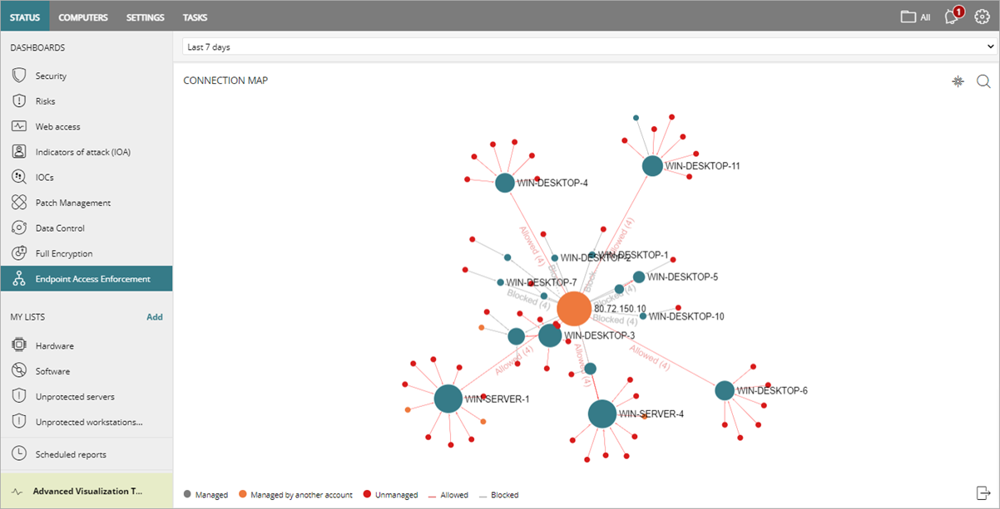 STATUS COMPUTERS SETTINGS TASKS All 1
DASHBOARDS
Security
Risks
Web access
Indicators of attack (IOA)
IOCs
Patch Management
Data Control
Full Encryption
Endpoint Access Enforcement
MY LISTS Add
Hardware
Software
Unprotected servers
Unprotected workstations...
Scheduled reports
Advanced Visualization T...
Last 7 days
CONNECTION MAP
WIN-DESKTOP-11
WIN-DESKTOP-4
Allowed (4)
Allowed (4)
WIN-DESKTOP-2
WIN-DESKTOP-1
WIN-DESKTOP-5
WIN-DESKTOP-7
Blocked (4)
Blocked (4)
80.72.150.10
Blocked (4)
WIN-DESKTOP-10
WIN-DESKTOP-3
Allowed (4)
Allowed (4)
Allowed (4)
WIN-DESKTOP-6
WIN-SERVER-1
WIN-SERVER-4
Managed Managed by another account Unmanaged Allowed Blocked